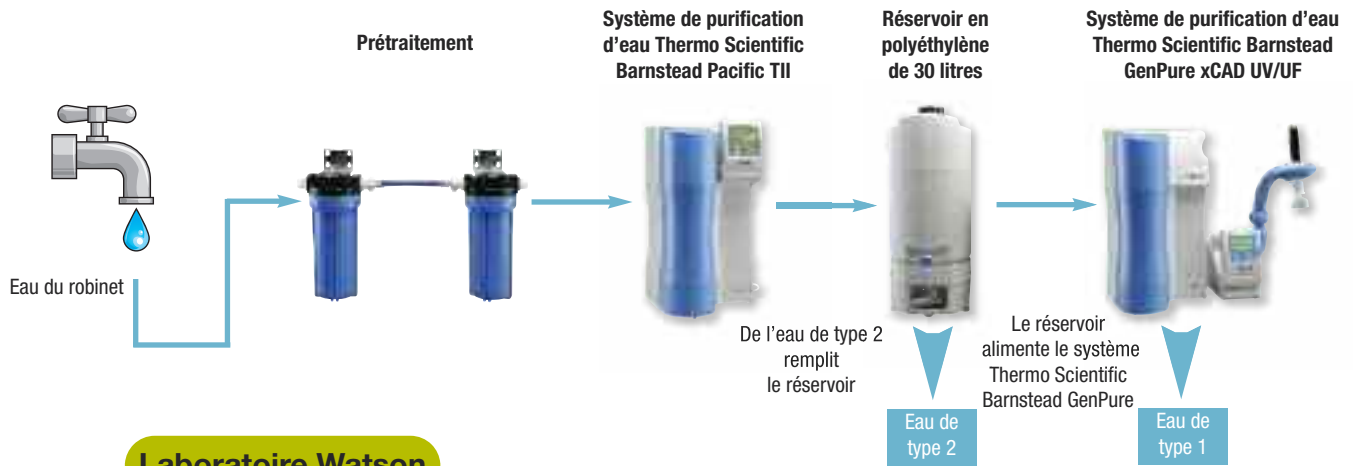 Prétraitement
Système de purification
d'eau Thermo Scientific
Barnstead Pacific TII
Réservoir en
polyéthylène
de 30 litres
Système de purification d'eau
Thermo Scientific Barnstead
GenPure xCAD UV/UF
Eau du robinet
De l'eau de type 2
remplit
le réservoir
Le réservoir
alimente le système
Thermo Scientific
Barnstead GenPure
Eau de
type 2
Eau de
type 1
Laboratoire Watson